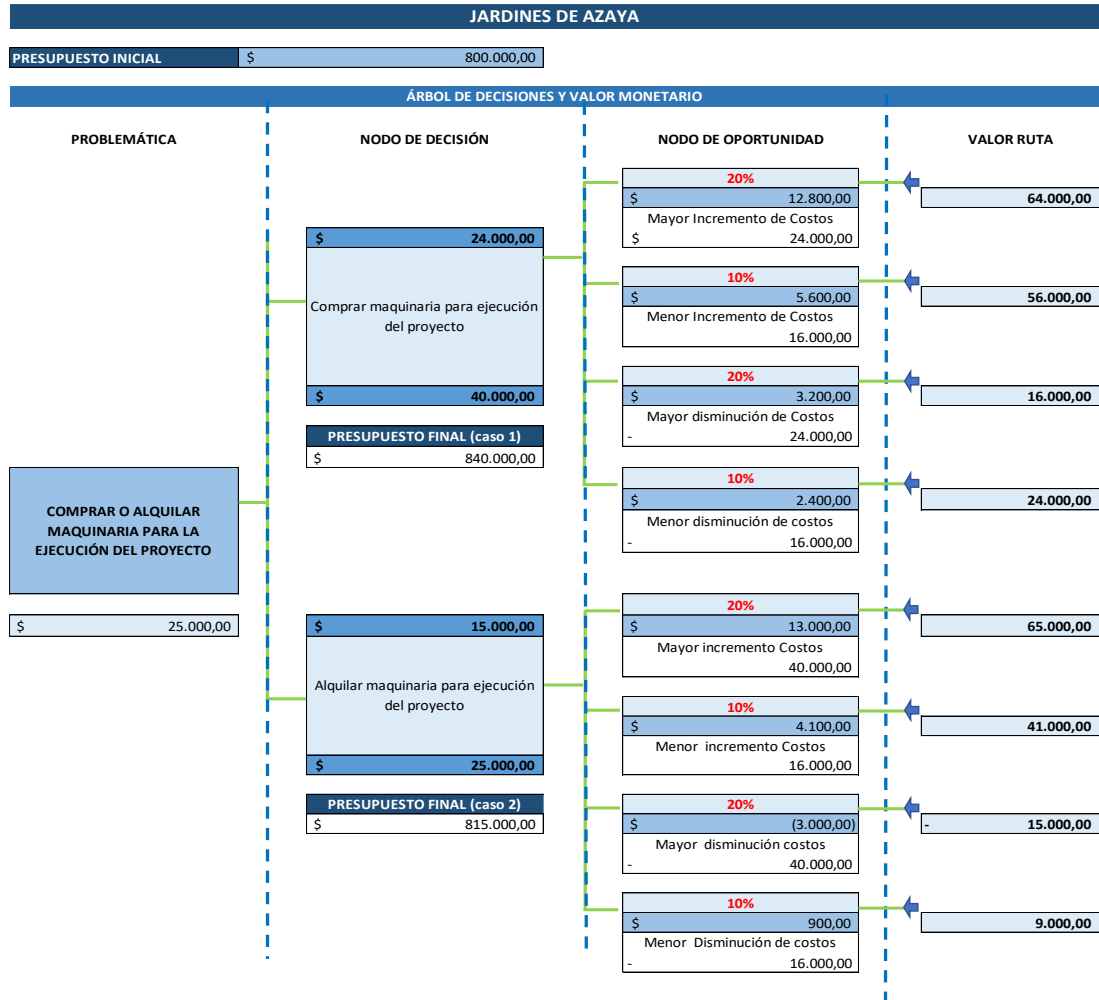 JARDINES DE AZAYA
PRESUPUESTO INICIAL $ 800.000,00
ÁRBOL DE DECISIONES Y VALOR MONETARIO
PROBLEMÁTICA NODO DE DECISIÓN NODO DE OPORTUNIDAD VALOR RUTA
COMPRAR O ALQUILAR
MAQUINARIA PARA LA
EJECUCIÓN DEL PROYECTO
$ 25.000,00
$ 24.000,00
Comprar maquinaria para ejecución
del proyecto
$ 40.000,00
PRESUPUESTO FINAL (caso 1)
$ 840.000,00
20%
$ 12.800,00
64.000,00
Mayor Incremento de Costos
$ 24.000,00
10%
$ 5.600,00
56.000,00
Menor Incremento de Costos
16.000,00
20%
$ 3.200,00
16.000,00
Mayor disminución de Costos
- 24.000,00
10%
$ 2.400,00
24.000,00
Menor disminución de costos
- 16.000,00
$ 15.000,00
Alquilar maquinaria para ejecución
del proyecto
$ 25.000,00
PRESUPUESTO FINAL (caso 2)
$ 815.000,00
20%
$ 13.000,00
65.000,00
Mayor incremento Costos
40.000,00
10%
$ 4.100,00
41.000,00
Menor incremento Costos
16.000,00
20%
$ (3.000,00)
- 15.000,00
Mayor disminución costos
- 40.000,00
10%
$ 900,00
9.000,00
Menor Disminución de costos
- 16.000,00